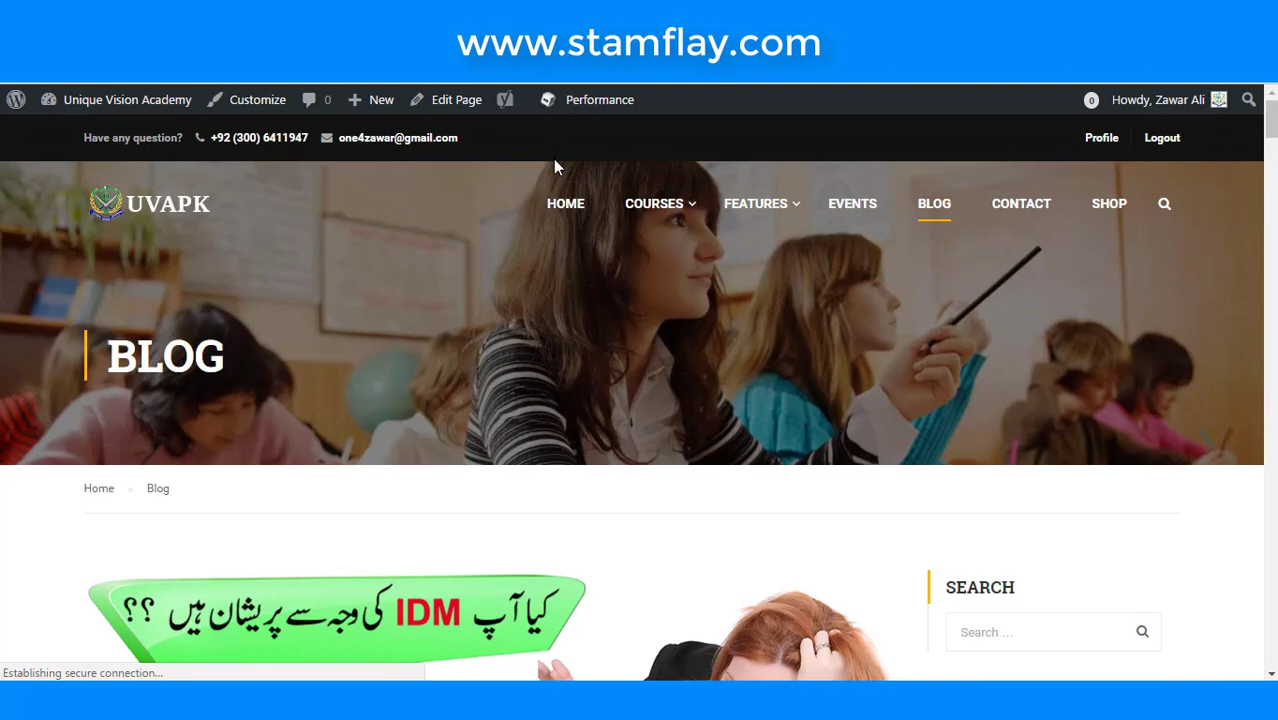 www.stamflay.com
Unique Vision Academy Customize 0 New Edit Page Performance 0 Howdy, Zawar Ali
Have any question? +92 (300) 6411947 one4zawar@gmail.com Profile Logout
UVAPK HOME COURSES FEATURES EVENTS BLOG CONTACT SHOP
BLOG
Home Blog
کیا آپ IDM کی وجہ سے پریشان ہیں ؟؟
SEARCH
Search ...
Establishing secure connection...